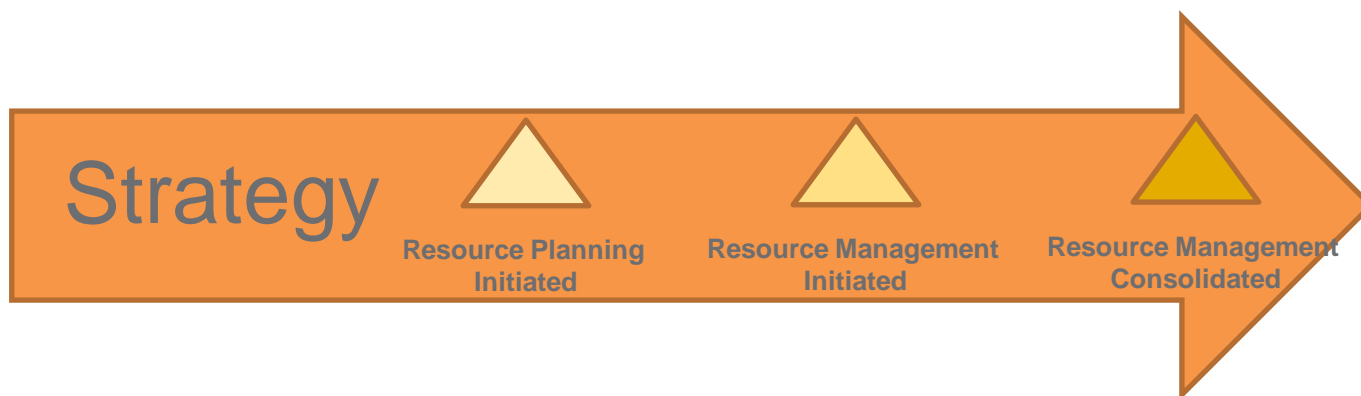 Strategy
Resource Planning
Initiated
Resource Management
Initiated
Resource Management
Consolidated